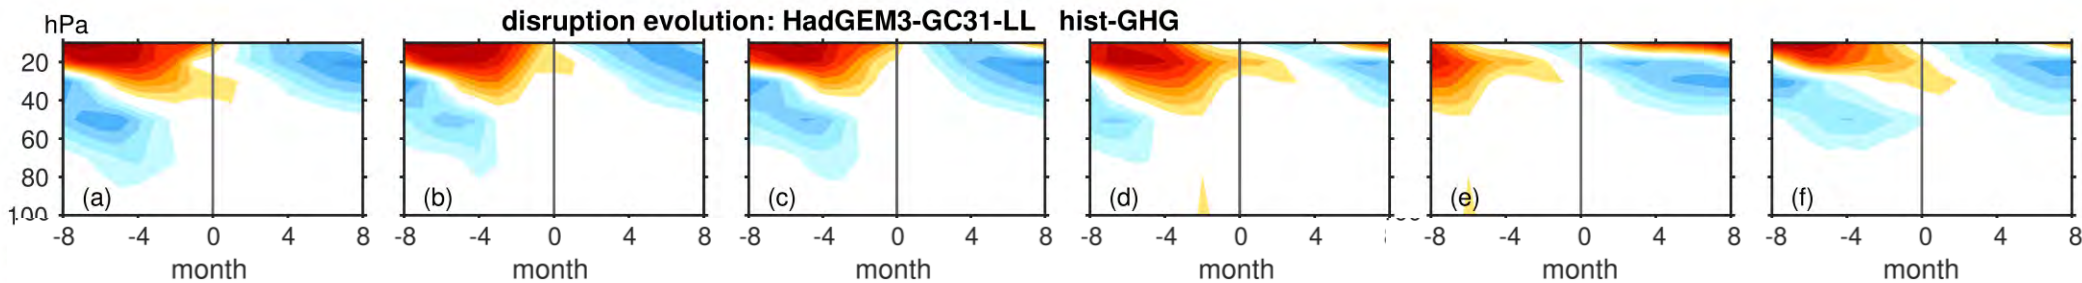 disruption evolution: HadGEM3-GC31-LL hist-GHG
hPa
20
40
60
80
(a) (b) (c) (d) (e) (f)
-8 -4 0 4 8 -8 -4 0 4 8 -8 -4 0 4 8 -8 -4 0 4 -8 -4 0 4 8 -8 -4 0 4 8
month month month month month month